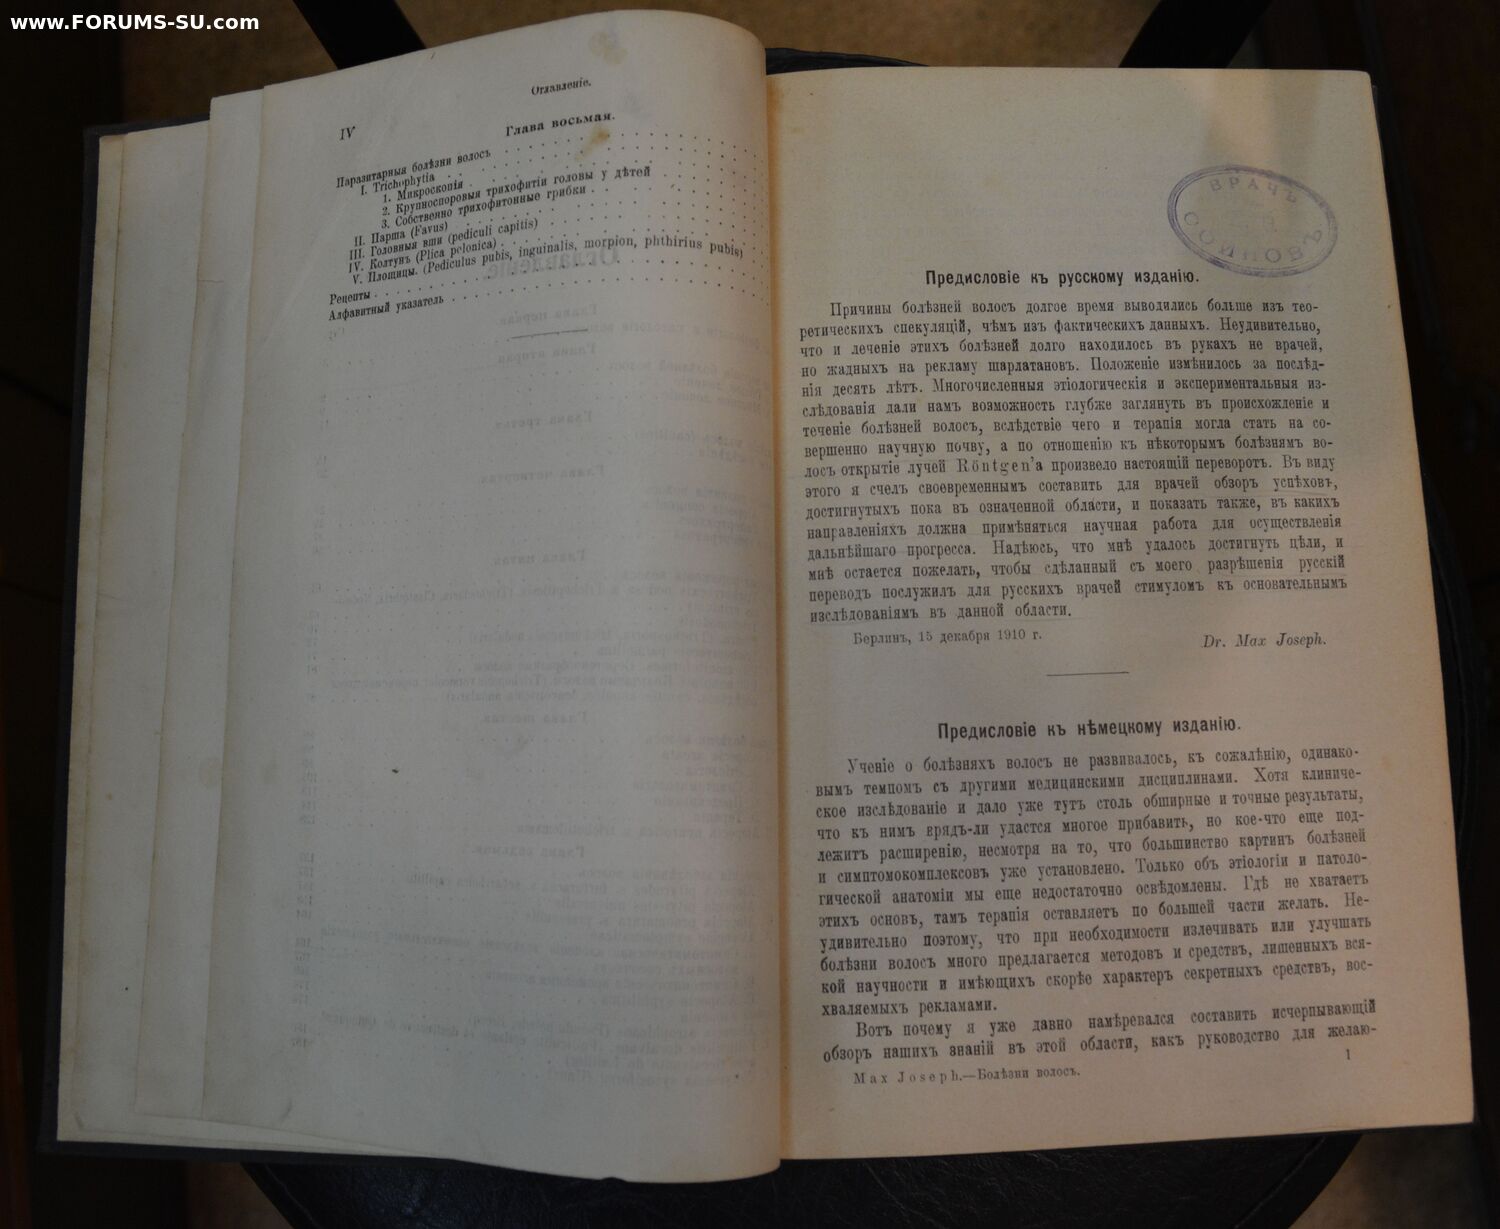 www.FORUMS-SU.com
Оглавленіе.
IV
Глава восьмая.
Паразитарныя болѣзни волосъ
I. Trichophytia
1. Микроскопія
2. Крупноспоровыя трихофитіи головы у дѣтей
3. Собственно трихофитонные грибки
II. Парша (Favus)
III. Головныя вши (pediculi capitis)
IV. Колтунъ (Plica polonica)
V. Площицы. (Pediculus pubis, inguinalis, morpion, phthirius pubis)
Рецепты
Алфавитный указатель
ВРАЧЪ
СОЙНОВЪ
Предисловіе къ русскому изданію.
Причины болѣзней волосъ долгое время выводились больше изъ тео-
ретическихъ спекуляцій, чѣмъ изъ фактическихъ данныхъ. Неудивительно,
что и леченіе этихъ болѣзней долго находилось въ рукахъ не врачей,
но жадныхъ на рекламу шарлатановъ. Положеніе измѣнилось за послѣд-
нія десять лѣтъ. Многочисленныя этіологическія и экспериментальныя из-
слѣдованія дали намъ возможность глубже заглянуть въ происхожденіе и
теченіе болѣзней волосъ, вслѣдствіе чего и терапія могла стать на со-
вершенно научную почву, а по отношенію къ нѣкоторымъ болѣзнямъ во-
лосъ открытіе лучей Röntgen'а произвело настоящій переворотъ. Въ виду
этого я счелъ своевременнымъ составить для врачей обзоръ успѣховъ,
достигнутыхъ пока въ означенной области, и показать также, въ какихъ
направленіяхъ должна примѣняться научная работа для осуществленія
дальнѣйшаго прогресса. Надѣюсь, что мнѣ удалось достигнуть цѣли, и
мнѣ остается пожелать, чтобы сдѣланный съ моего разрѣшенія русскій
переводъ послужилъ для русскихъ врачей стимуломъ къ основательнымъ
изслѣдованіямъ въ данной области.
Берлинъ, 15 декабря 1910 г.
Dr. Max Joseph.
Предисловіе къ нѣмецкому изданію.
Ученіе о болѣзняхъ волосъ не развивалось, къ сожалѣнію, одинако-
вымъ темпомъ съ другими медицинскими дисциплинами. Хотя клиниче-
ское изслѣдованіе и дало уже тутъ столь обширные и точные результаты,
что къ нимъ врядъ-ли удастся многое прибавить, но кое-что еще под-
лежитъ расширенію, несмотря на то, что большинство картинъ болѣзней
и симптомокомплексовъ уже установлено. Только объ этіологіи и патоло-
гической анатоміи мы еще недостаточно освѣдомлены. Гдѣ не хватаетъ
этихъ основъ, тамъ терапія оставляетъ по большей части желать. Не-
удивительно поэтому, что при необходимости излечивать или улучшать
болѣзни волосъ много предлагается методовъ и средствъ, лишенныхъ вся-
кой научности и имѣющихъ скорѣе характеръ секретныхъ средствъ, вос-
хваляемыхъ рекламами.
Вотъ почему я уже давно намѣревался составить исчерпывающій
обзоръ нашихъ знаній въ этой области, какъ руководство для желаю-
Max Joseph.—Болѣзни волосъ.
1